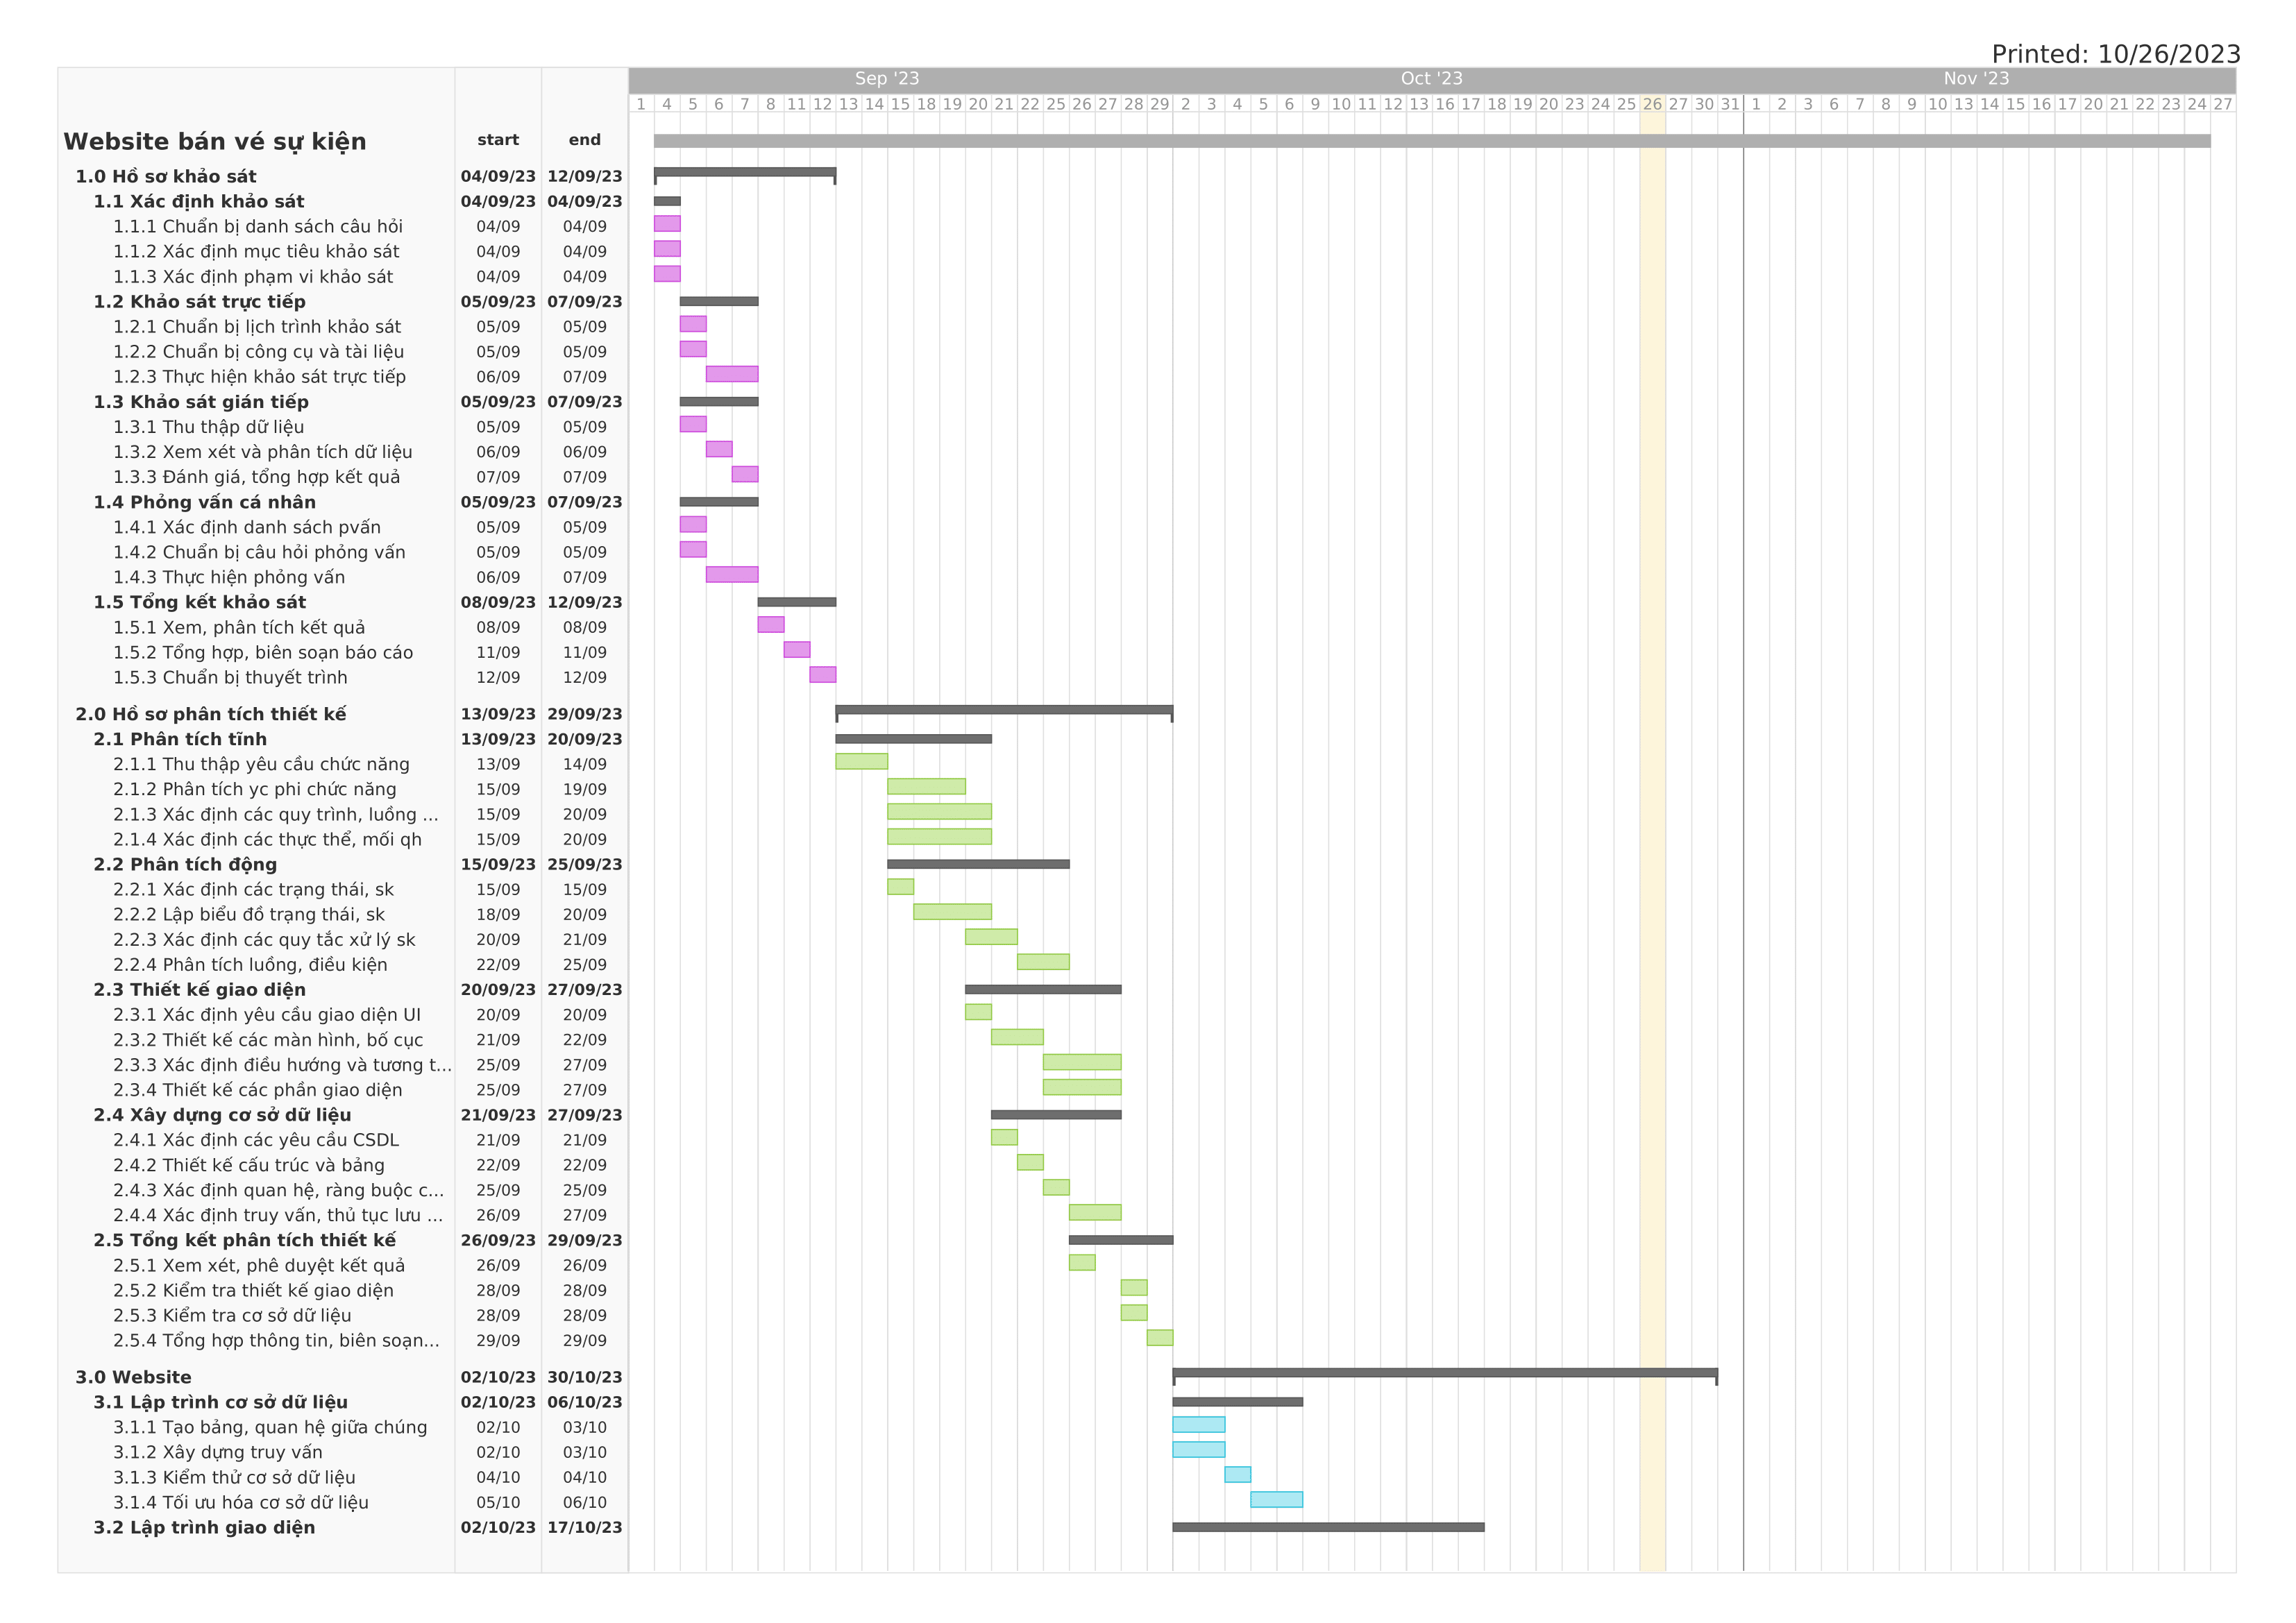 Printed: 10/26/2023
Sep '23 Oct '23 Nov '23
1 4 5 6 7 8 11 12 13 14 15 18 19 20 21 22 25 26 27 28 29 2 3 4 5 6 9 10 11 12 13 16 17 18 19 20 23 24 25 26 27 30 31 1 2 3 6 7 8 9 10 13 14 15 16 17 20 21 22 23 24 27
Website bán vé sự kiện start end
1.0 Hồ sơ khảo sát 04/09/23 12/09/23
1.1 Xác định khảo sát 04/09/23 04/09/23
1.1.1 Chuẩn bị danh sách câu hỏi 04/09 04/09
1.1.2 Xác định mục tiêu khảo sát 04/09 04/09
1.1.3 Xác định phạm vi khảo sát 04/09 04/09
1.2 Khảo sát trực tiếp 05/09/23 07/09/23
1.2.1 Chuẩn bị lịch trình khảo sát 05/09 05/09
1.2.2 Chuẩn bị công cụ và tài liệu 05/09 05/09
1.2.3 Thực hiện khảo sát trực tiếp 06/09 07/09
1.3 Khảo sát gián tiếp 05/09/23 07/09/23
1.3.1 Thu thập dữ liệu 05/09 05/09
1.3.2 Xem xét và phân tích dữ liệu 06/09 06/09
1.3.3 Đánh giá, tổng hợp kết quả 07/09 07/09
1.4 Phỏng vấn cá nhân 05/09/23 07/09/23
1.4.1 Xác định danh sách pvấn 05/09 05/09
1.4.2 Chuẩn bị câu hỏi phỏng vấn 05/09 05/09
1.4.3 Thực hiện phỏng vấn 06/09 07/09
1.5 Tổng kết khảo sát 08/09/23 12/09/23
1.5.1 Xem, phân tích kết quả 08/09 08/09
1.5.2 Tổng hợp, biên soạn báo cáo 11/09 11/09
1.5.3 Chuẩn bị thuyết trình 12/09 12/09
2.0 Hồ sơ phân tích thiết kế 13/09/23 29/09/23
2.1 Phân tích tĩnh 13/09/23 20/09/23
2.1.1 Thu thập yêu cầu chức năng 13/09 14/09
2.1.2 Phân tích yc phi chức năng 15/09 19/09
2.1.3 Xác định các quy trình, luồng ... 15/09 20/09
2.1.4 Xác định các thực thể, mối qh 15/09 20/09
2.2 Phân tích động 15/09/23 25/09/23
2.2.1 Xác định các trạng thái, sk 15/09 15/09
2.2.2 Lập biểu đồ trạng thái, sk 18/09 20/09
2.2.3 Xác định các quy tắc xử lý sk 20/09 21/09
2.2.4 Phân tích luồng, điều kiện 22/09 25/09
2.3 Thiết kế giao diện 20/09/23 27/09/23
2.3.1 Xác định yêu cầu giao diện UI 20/09 20/09
2.3.2 Thiết kế các màn hình, bố cục 21/09 22/09
2.3.3 Xác định điều hướng và tương t... 25/09 27/09
2.3.4 Thiết kế các phần giao diện 25/09 27/09
2.4 Xây dựng cơ sở dữ liệu 21/09/23 27/09/23
2.4.1 Xác định các yêu cầu CSDL 21/09 21/09
2.4.2 Thiết kế cấu trúc và bảng 22/09 22/09
2.4.3 Xác định quan hệ, ràng buộc c... 25/09 25/09
2.4.4 Xác định truy vấn, thủ tục lưu ... 26/09 27/09
2.5 Tổng kết phân tích thiết kế 26/09/23 29/09/23
2.5.1 Xem xét, phê duyệt kết quả 26/09 26/09
2.5.2 Kiểm tra thiết kế giao diện 28/09 28/09
2.5.3 Kiểm tra cơ sở dữ liệu 28/09 28/09
2.5.4 Tổng hợp thông tin, biên soạn... 29/09 29/09
3.0 Website 02/10/23 30/10/23
3.1 Lập trình cơ sở dữ liệu 02/10/23 06/10/23
3.1.1 Tạo bảng, quan hệ giữa chúng 02/10 03/10
3.1.2 Xây dựng truy vấn 02/10 03/10
3.1.3 Kiểm thử cơ sở dữ liệu 04/10 04/10
3.1.4 Tối ưu hóa cơ sở dữ liệu 05/10 06/10
3.2 Lập trình giao diện 02/10/23 17/10/23